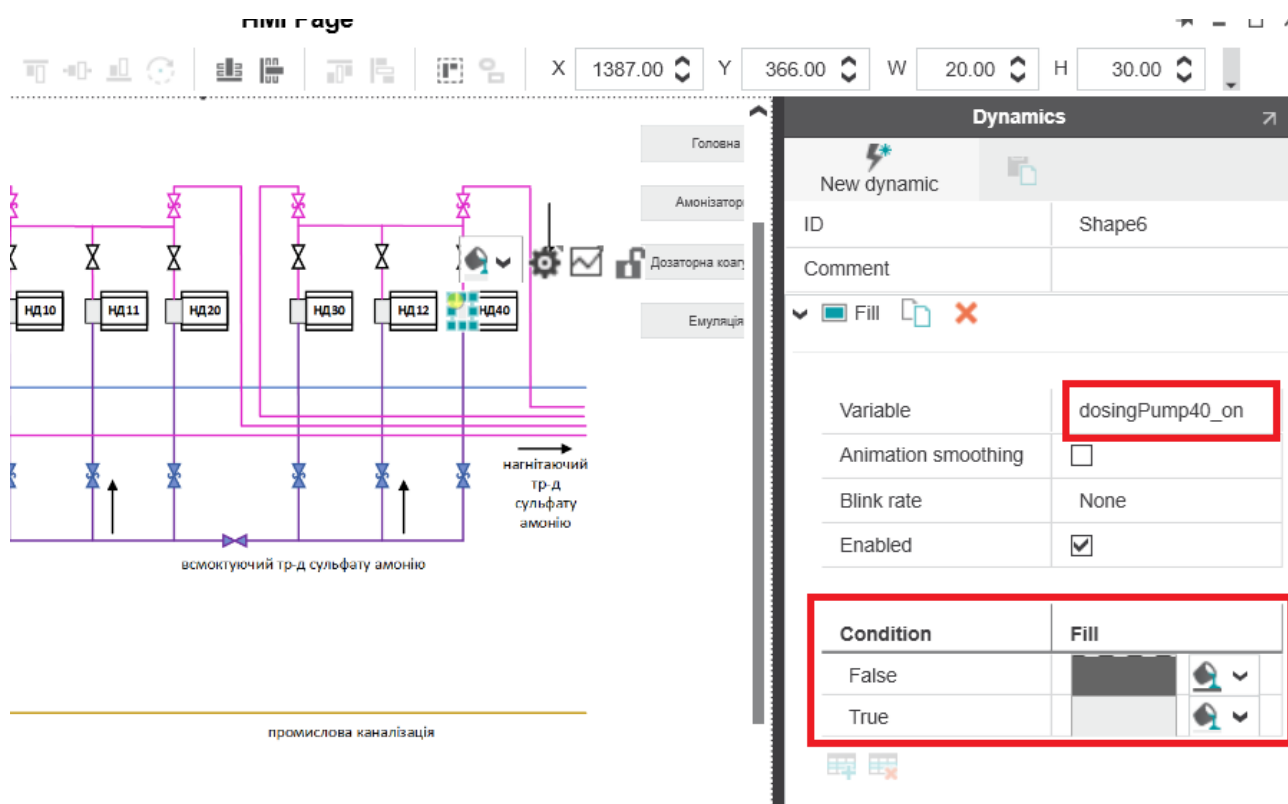 HMI Page
X 1387.00 Y 366.00 W 20.00 H 30.00
Dynamics
New dynamic
ID Shape6
Comment
Fill
Variable dosingPump40_on
Animation smoothing
Blink rate None
Enabled
Condition Fill
False
True
Головна
Амонізатор
Дозаторна
Емуляція
НД10
НД11
НД20
НД30
НД12
НД40
нагнітаючий
тр-д
сульфату
амонію
всмоктуючий тр-д сульфату амонію
промислова каналізація